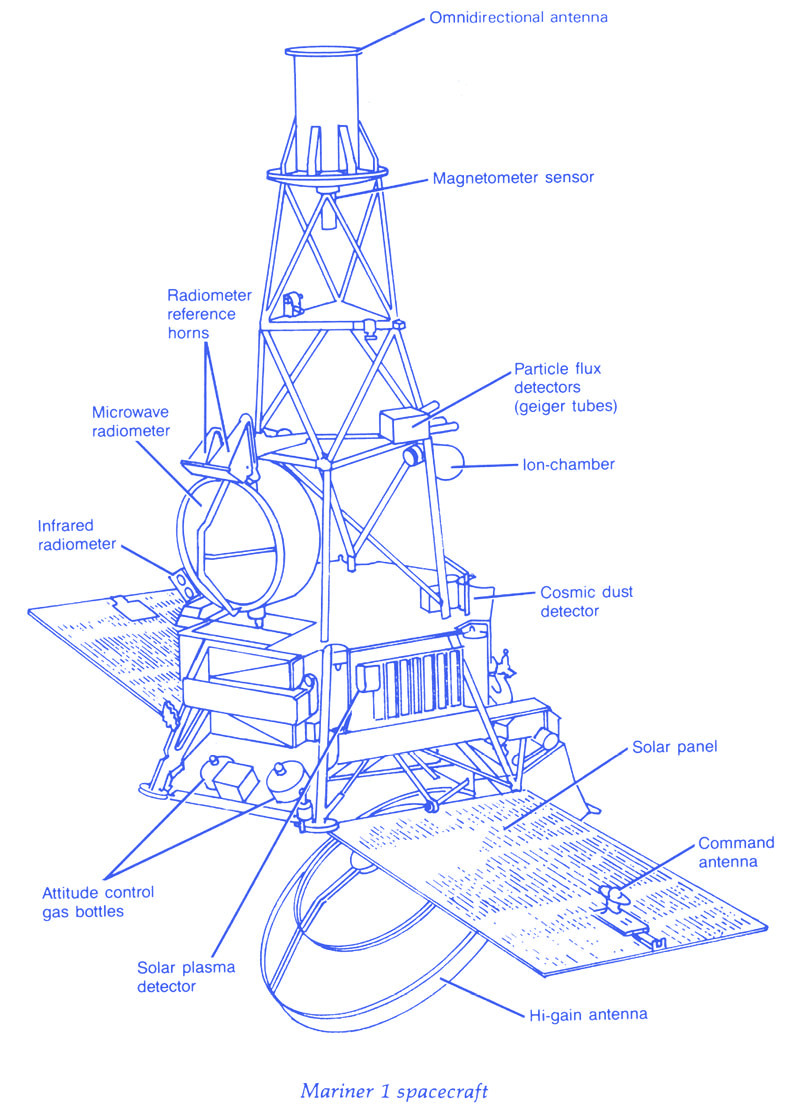 Omnidirectional antenna
Magnetometer sensor
Radiometer
reference
horns
Particle flux
detectors
(geiger tubes)
Microwave
radiometer
Ion-chamber
Infrared
radiometer
Cosmic dust
detector
Solar panel
Command
antenna
Attitude control
gas bottles
Solar plasma
detector
Hi-gain antenna
Mariner 1 spacecraft